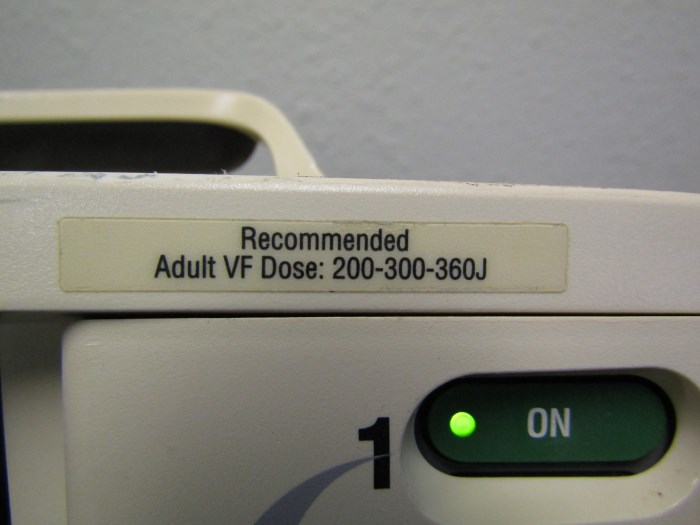 Recommended
Adult VF Dose: 200-300-360J
1
ON